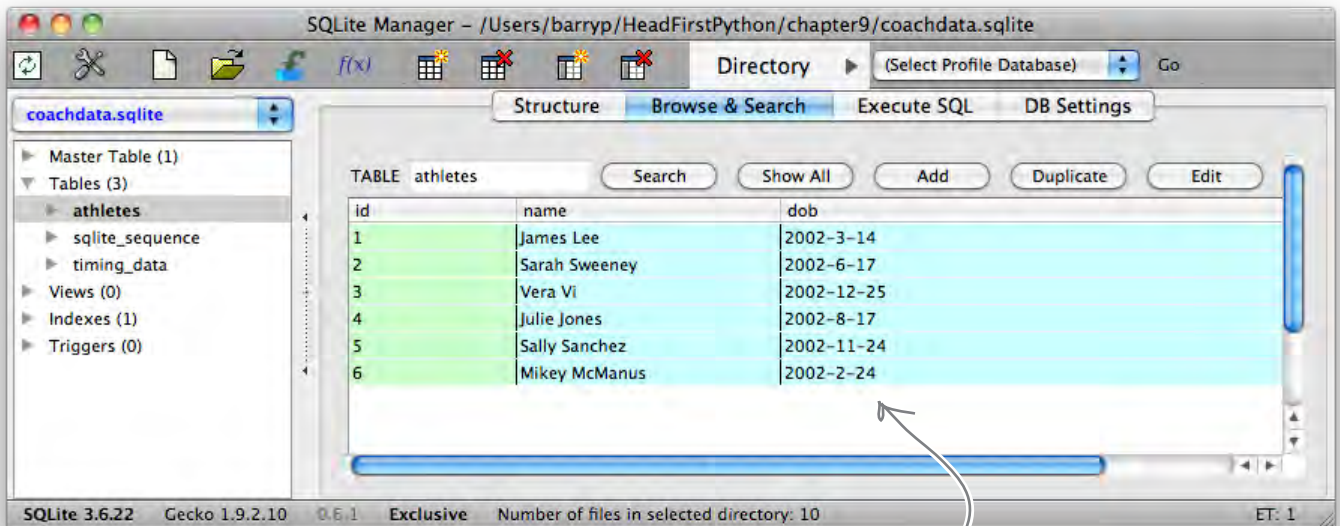 SQLite Manager - /Users/barryp/HeadFirstPython/chapter9/coachdata.sqlite
f(x) Directory (Select Profile Database) Go
coachdata.sqlite
Structure Browse & Search Execute SQL DB Settings
Master Table (1)
Tables (3)
athletes
sqlite_sequence
timing_data
Views (0)
Indexes (1)
Triggers (0)
TABLE athletes Search Show All Add Duplicate Edit
id name dob
1 James Lee 2002-3-14
2 Sarah Sweeney 2002-6-17
3 Vera Vi 2002-12-25
4 Julie Jones 2002-8-17
5 Sally Sanchez 2002-11-24
6 Mikey McManus 2002-2-24
SQLite 3.6.22 Gecko 1.9.2.10 0.6.1 Exclusive Number of files in selected directory: 10 ET: 1